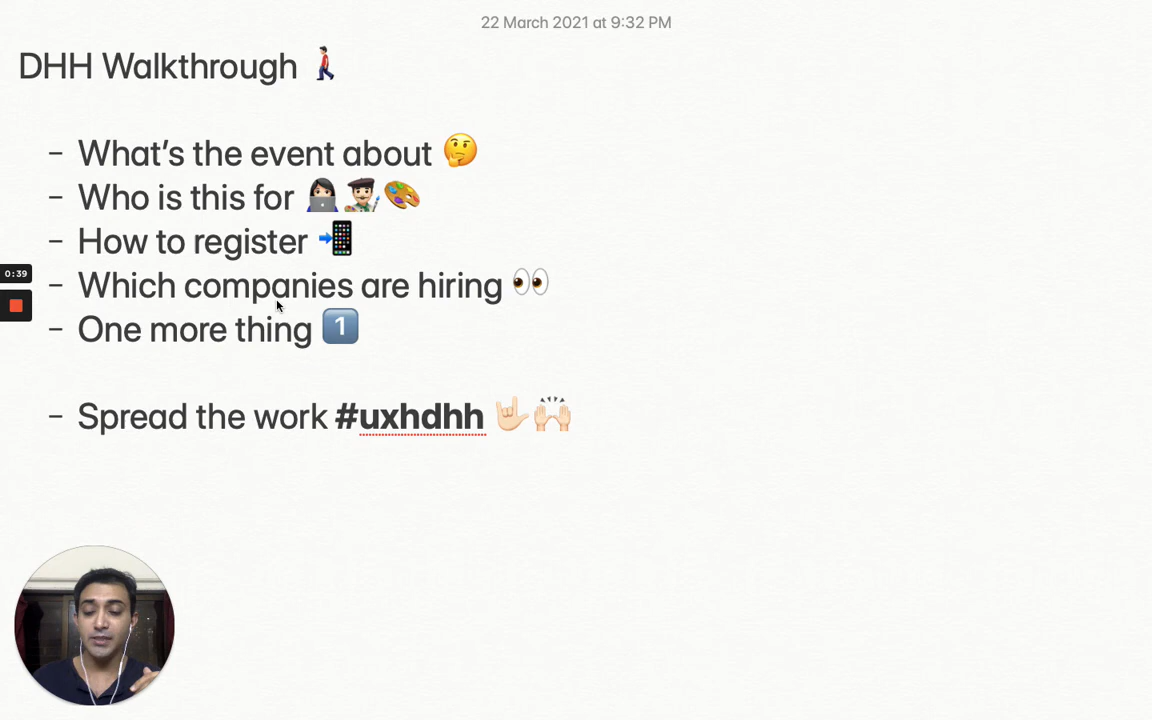 22 March 2021 at 9:32 PM
DHH Walkthrough 🚶🏻‍♂️
- What's the event about 🤔
- Who is this for 👩🏻‍💻👨🏻‍🎨🎨
- How to register 📲
0:39
- Which companies are hiring 👀
- One more thing 1️⃣
- Spread the work #uxhdhh 🤟🏻🙌🏻